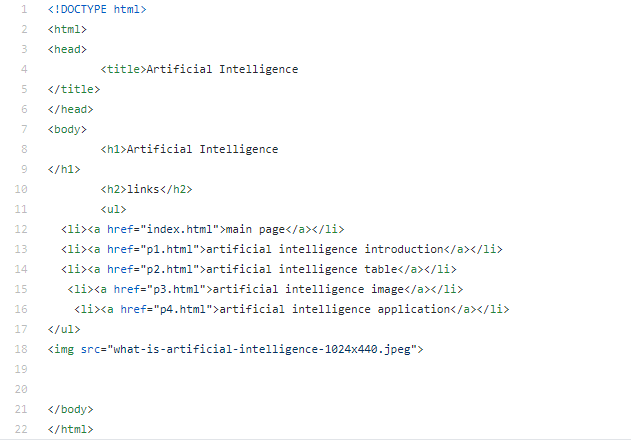 1 <!DOCTYPE html>
2 <html>
3 <head>
4 <title>Artificial Intelligence
5 </title>
6 </head>
7 <body>
8 <h1>Artificial Intelligence
9 </h1>
10 <h2>links</h2>
11 <ul>
12 <li><a href="index.html">main page</a></li>
13 <li><a href="p1.html">artificial intelligence introduction</a></li>
14 <li><a href="p2.html">artificial intelligence table</a></li>
15 <li><a href="p3.html">artificial intelligence image</a></li>
16 <li><a href="p4.html">artificial intelligence application</a></li>
17 </ul>
18 <img src="what-is-artificial-intelligence-1024x440.jpeg">
19
20
21 </body>
22 </html>